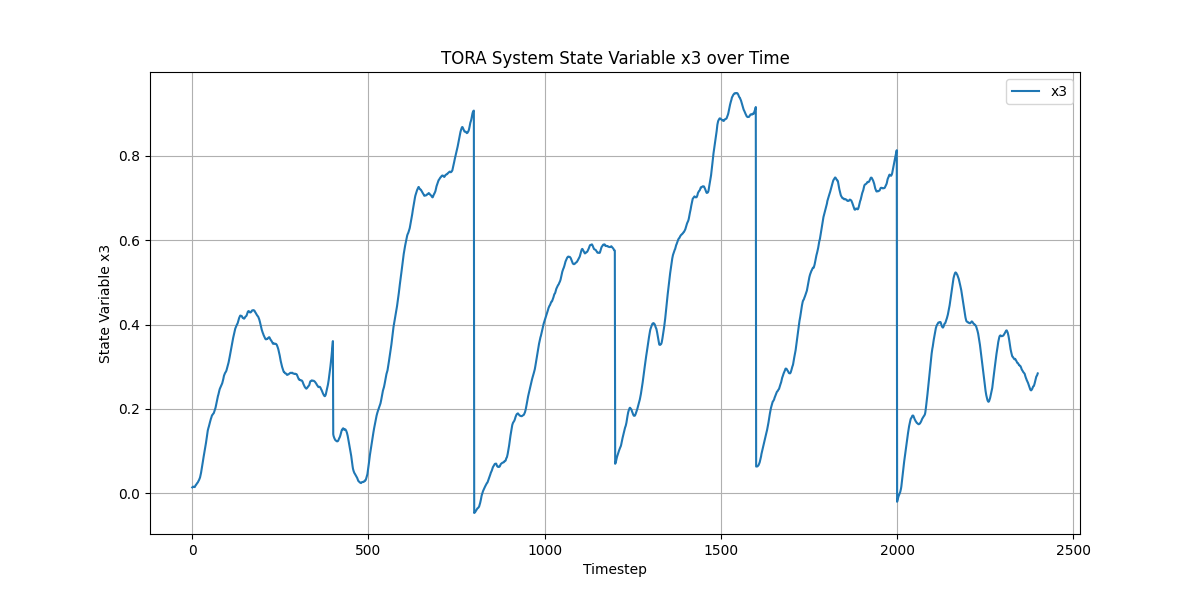 TORA System State Variable x3 over Time
x3
State Variable x3
0.8
0.6
0.4
0.2
0.0
0 500 1000 1500 2000 2500
Timestep